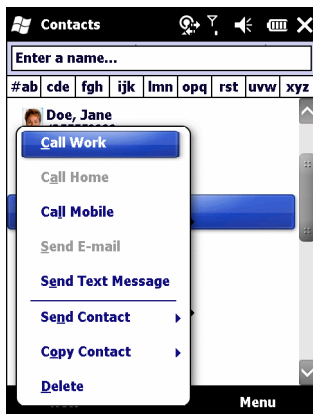 Contacts
Enter a name...
#ab cde fgh ijk lmn opq rst uvw xyz
Doe, Jane
Call Work
Call Home
Call Mobile
Send E-mail
Send Text Message
Send Contact
Copy Contact
Delete
Menu